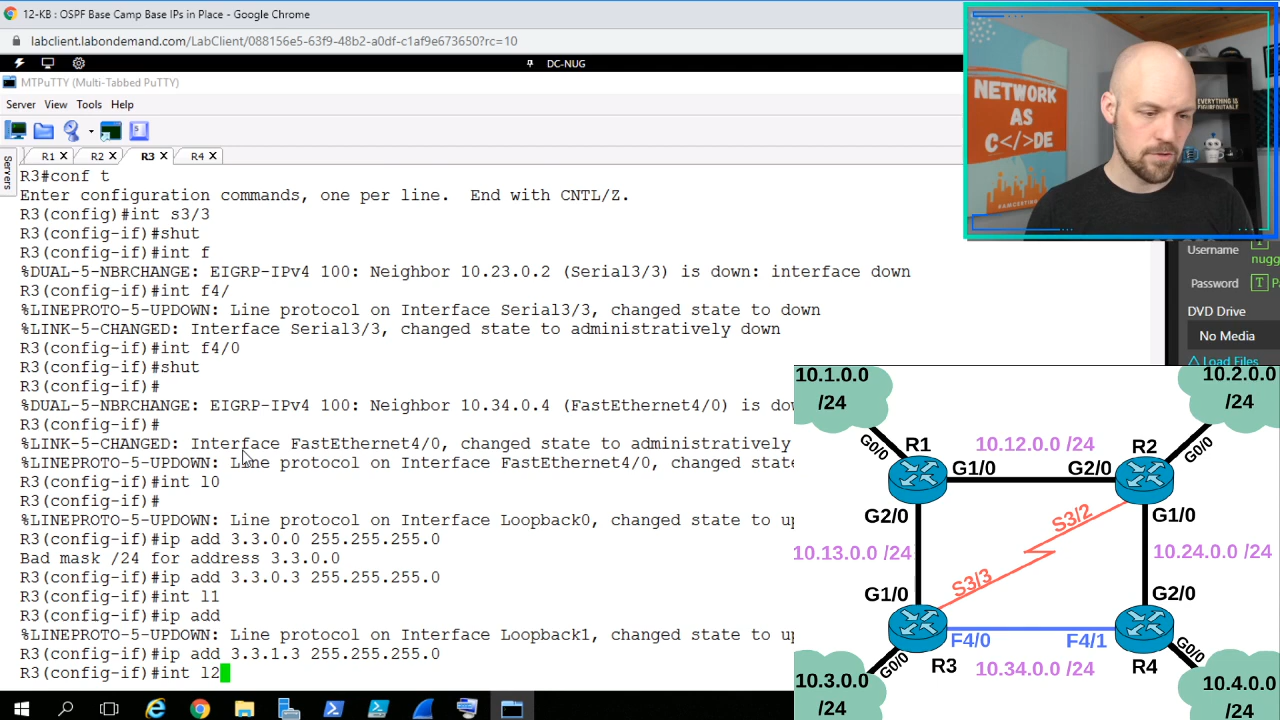 12-KB : OSPF Base Camp Base IPs in Place - Google Chrome
labclient.labondemand.com/LabClient/088156e5-63f9-48b2-a0df-c1af9e673650?rc=10
DC-NUG
MTPuTTY (Multi-Tabbed PuTTY)
Server View Tools Help
Servers
R1 R2 R3 R4
R3#conf t
Enter configuration commands, one per line.  End with CNTL/Z.
R3(config)#int s3/3
R3(config-if)#shut
R3(config-if)#int f
%DUAL-5-NBRCHANGE: EIGRP-IPv4 100: Neighbor 10.23.0.2 (Serial3/3) is down: interface down
R3(config-if)#int f4/
%LINEPROTO-5-UPDOWN: Line protocol on Interface Serial3/3, changed state to down
%LINK-5-CHANGED: Interface Serial3/3, changed state to administratively down
R3(config-if)#int f4/0
R3(config-if)#shut
R3(config-if)#
%DUAL-5-NBRCHANGE: EIGRP-IPv4 100: Neighbor 10.34.0.4 (FastEthernet4/0) is dow
R3(config-if)#
%LINK-5-CHANGED: Interface FastEthernet4/0, changed state to administratively
%LINEPROTO-5-UPDOWN: Line protocol on Interface FastEthernet4/0, changed state
R3(config-if)#int l0
R3(config-if)#
%LINEPROTO-5-UPDOWN: Line protocol on Interface Loopback0, changed state to up
R3(config-if)#ip add 3.3.0.0 255.255.255.0
Bad mask /24 for address 3.3.0.0
R3(config-if)#ip add 3.3.0.3 255.255.255.0
R3(config-if)#int l1
R3(config-if)#ip add
%LINEPROTO-5-UPDOWN: Line protocol on Interface Loopback1, changed state to up
R3(config-if)#ip add 3.3.1.3 255.255.255.0
R3(config-if)#int l2
NETWORK
AS
C</>DE
EVERYTHING IS
Username
nugg
Password
DVD Drive
No Media
Load Files
10.1.0.0
/24
10.2.0.0
/24
G0/0
R1
10.12.0.0 /24
R2
G0/0
G1/0
G2/0
G2/0
S3/2
G1/0
10.13.0.0 /24
10.24.0.0 /24
S3/3
G1/0
G2/0
F4/0
F4/1
G0/0
R3
10.34.0.0 /24
R4
G0/0
10.3.0.0
/24
10.4.0.0
/24